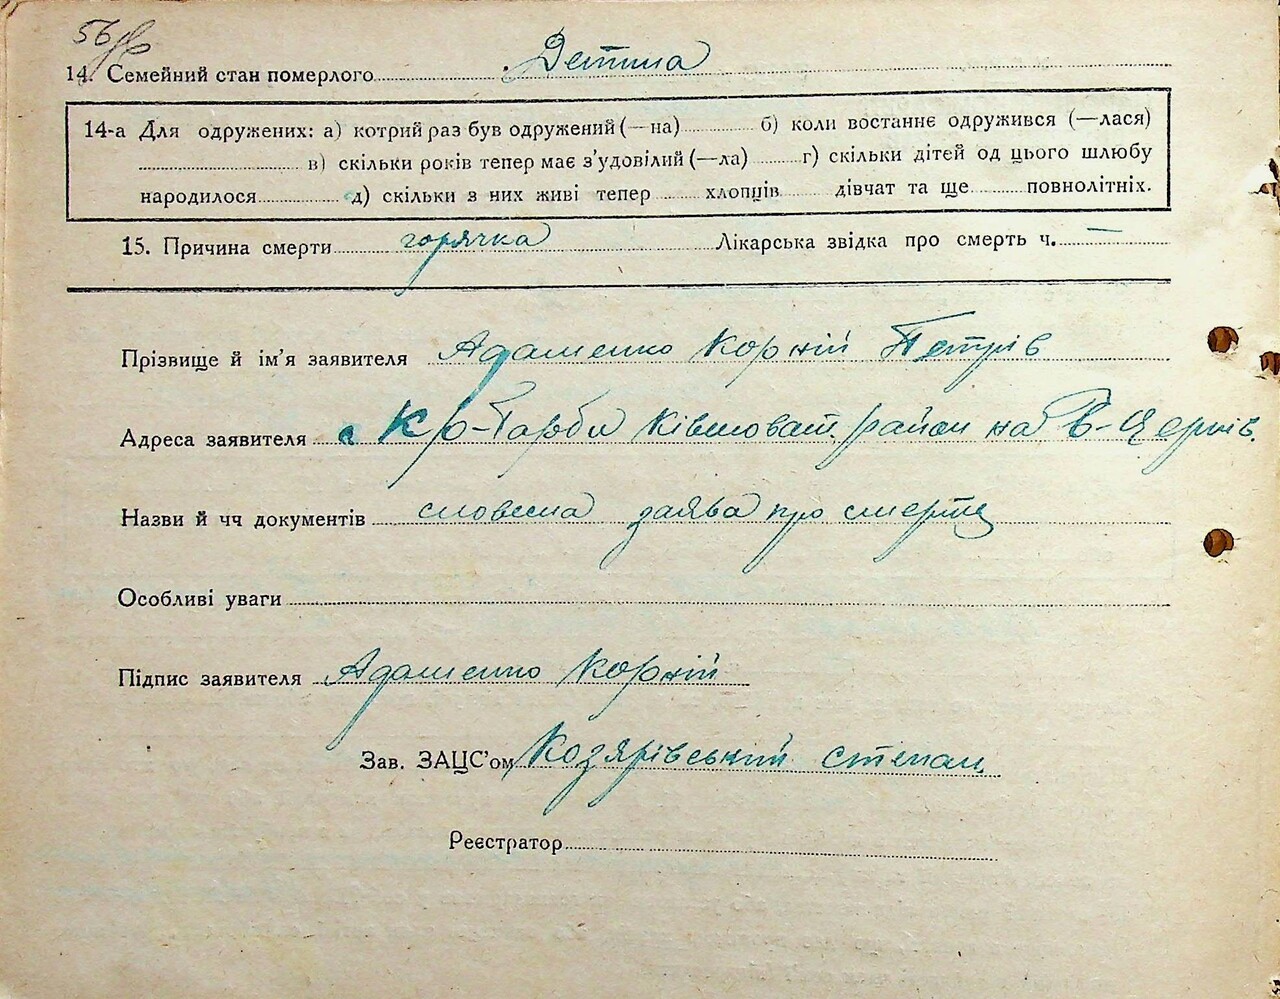 56
14. Семейний стан померлого Детина
14-а Для одружених: а) котрий раз був одружений (—на) б) коли востаннє одружився (—лася)
в) скільки років тепер має з'удовілий (—ла) г) скільки дітей од цього шлюбу
народилося д) скільки з них живі тепер хлопців дівчат та ще повнолітніх.
15. Причина смерти горячка Лікарська звідка про смерть ч. —
Прізвище й ім'я заявителя Адаменко Корній Петрів
Адреса заявителя с Кр-Горби район на Б-Церків.
Назви й чч документів словесна заява про смерть
Особливі уваги
Підпис заявителя Адаменко Корній
Зав. ЗАЦС'ом Козярівський степан
Реєстратор